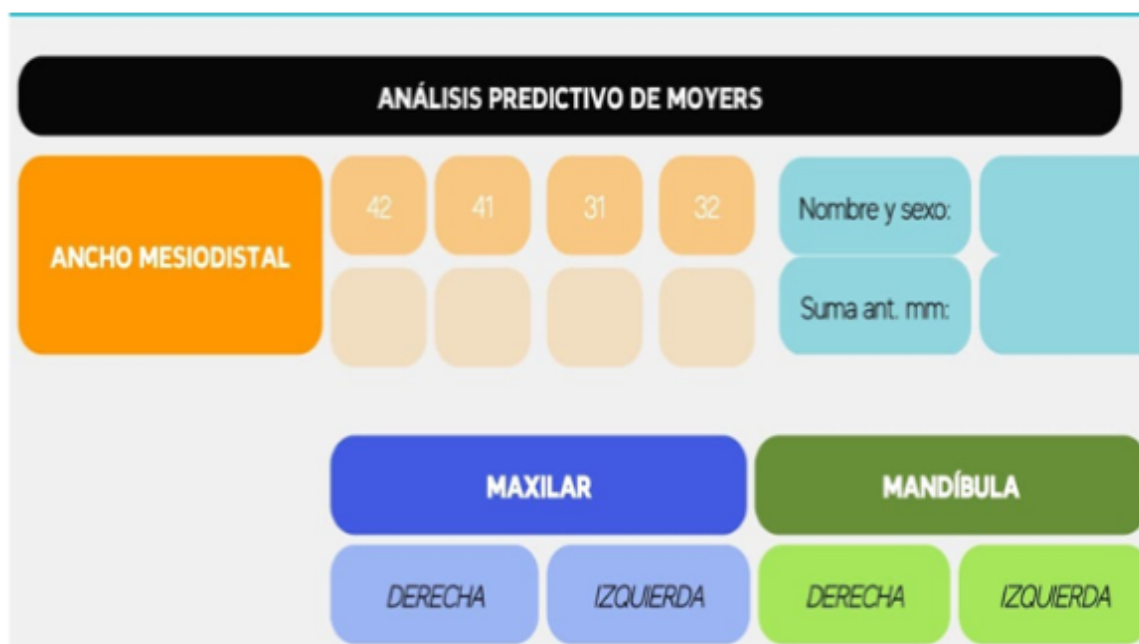 ANÁLISIS PREDICTIVO DE MOYERS
ANCHO MESIODISTAL
42 41 31 32
Nombre y sexo:
Suma ant. mm:
MAXILAR MANDÍBULA
DERECHA IZQUIERDA DERECHA IZQUIERDA